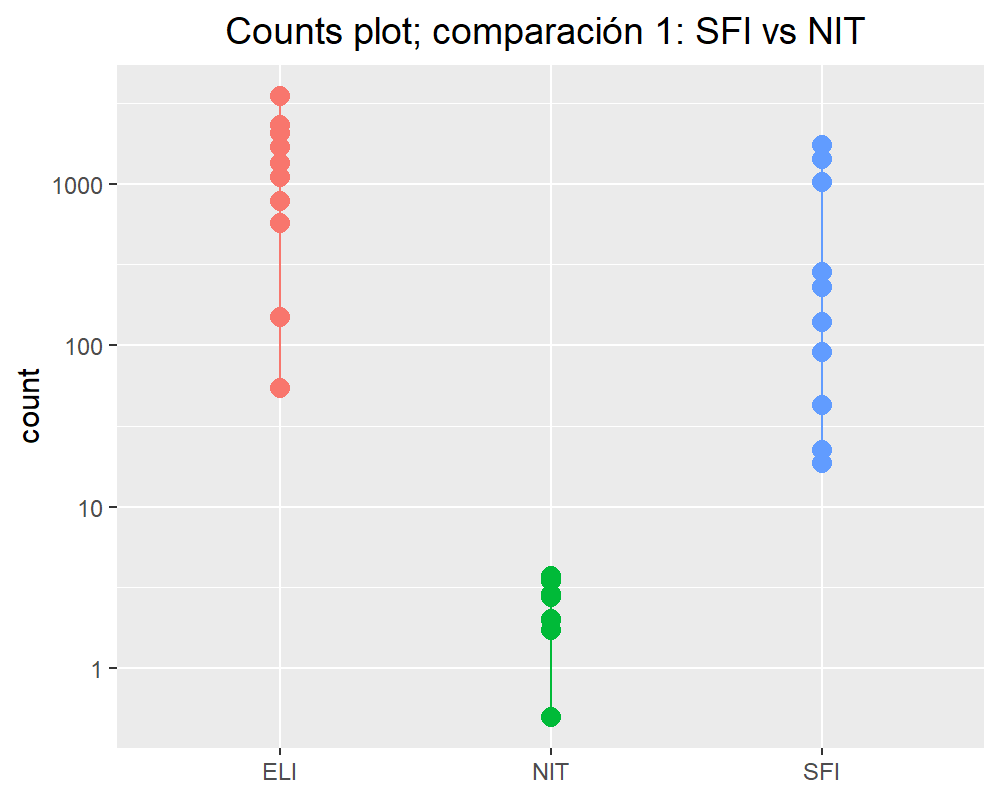 Counts plot; comparación 1: SFI vs NIT
count
1000
100
10
1
ELI NIT SFI